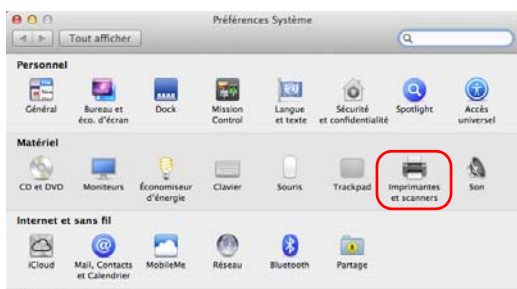 Préférences Système
Tout afficher
Personnel
Général
Bureau et éco. d'écran
Dock
Mission Control
Langue et texte
Sécurité et confidentialité
Spotlight
Accès universel
Matériel
CD et DVD
Moniteurs
Économiseur d'énergie
Clavier
Souris
Trackpad
Imprimantes et scanners
Son
Internet et sans fil
iCloud
Mail, Contacts et Calendrier
MobileMe
Réseau
Bluetooth
Partage